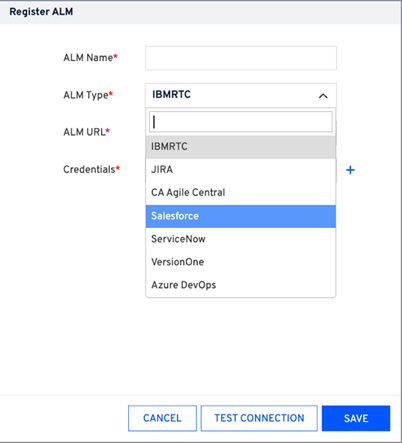 Register ALM
ALM Name*
ALM Type*
IBMRTC
ALM URL*
IBMRTC
Credentials*
JIRA
+
CA Agile Central
Salesforce
ServiceNow
VersionOne
Azure DevOps
CANCEL
TEST CONNECTION
SAVE